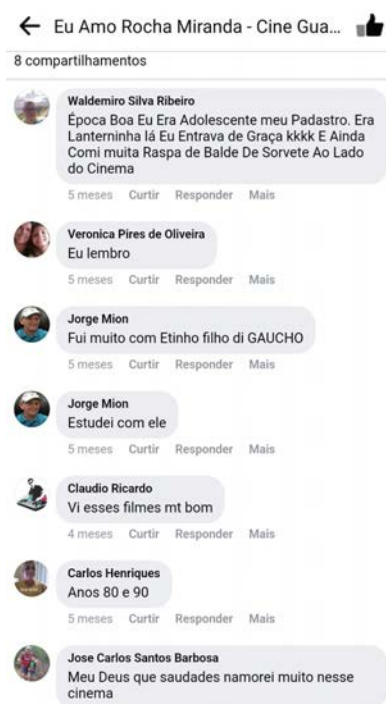 Eu Amo Rocha Miranda - Cine Gua...
8 compartilhamentos
Waldemiro Silva Ribeiro
Época Boa Eu Era Adolescente meu Padastro. Era
Lanterninha lá Eu Entrava de Graça kkkk E Ainda
Comi muita Raspa de Balde De Sorvete Ao Lado
do Cinema
5 meses Curtir Responder Mais
Veronica Pires de Oliveira
Eu lembro
5 meses Curtir Responder Mais
Jorge Mion
Fui muito com Etinho filho di GAUCHO
5 meses Curtir Responder Mais
Jorge Mion
Estudei com ele
5 meses Curtir Responder Mais
Claudio Ricardo
Vi esses filmes mt bom
4 meses Curtir Responder Mais
Carlos Henriques
Anos 80 e 90
5 meses Curtir Responder Mais
Jose Carlos Santos Barbosa
Meu Deus que saudades namorei muito nesse
cinema